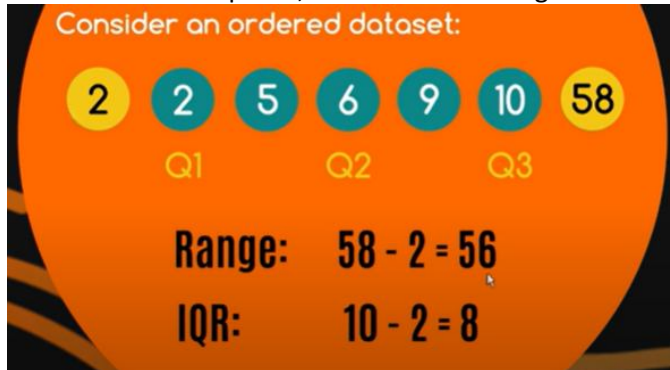 Consider an ordered dataset:
2 2 5 6 9 10 58
Q1 Q2 Q3
Range: 58 - 2 = 56
IQR: 10 - 2 = 8